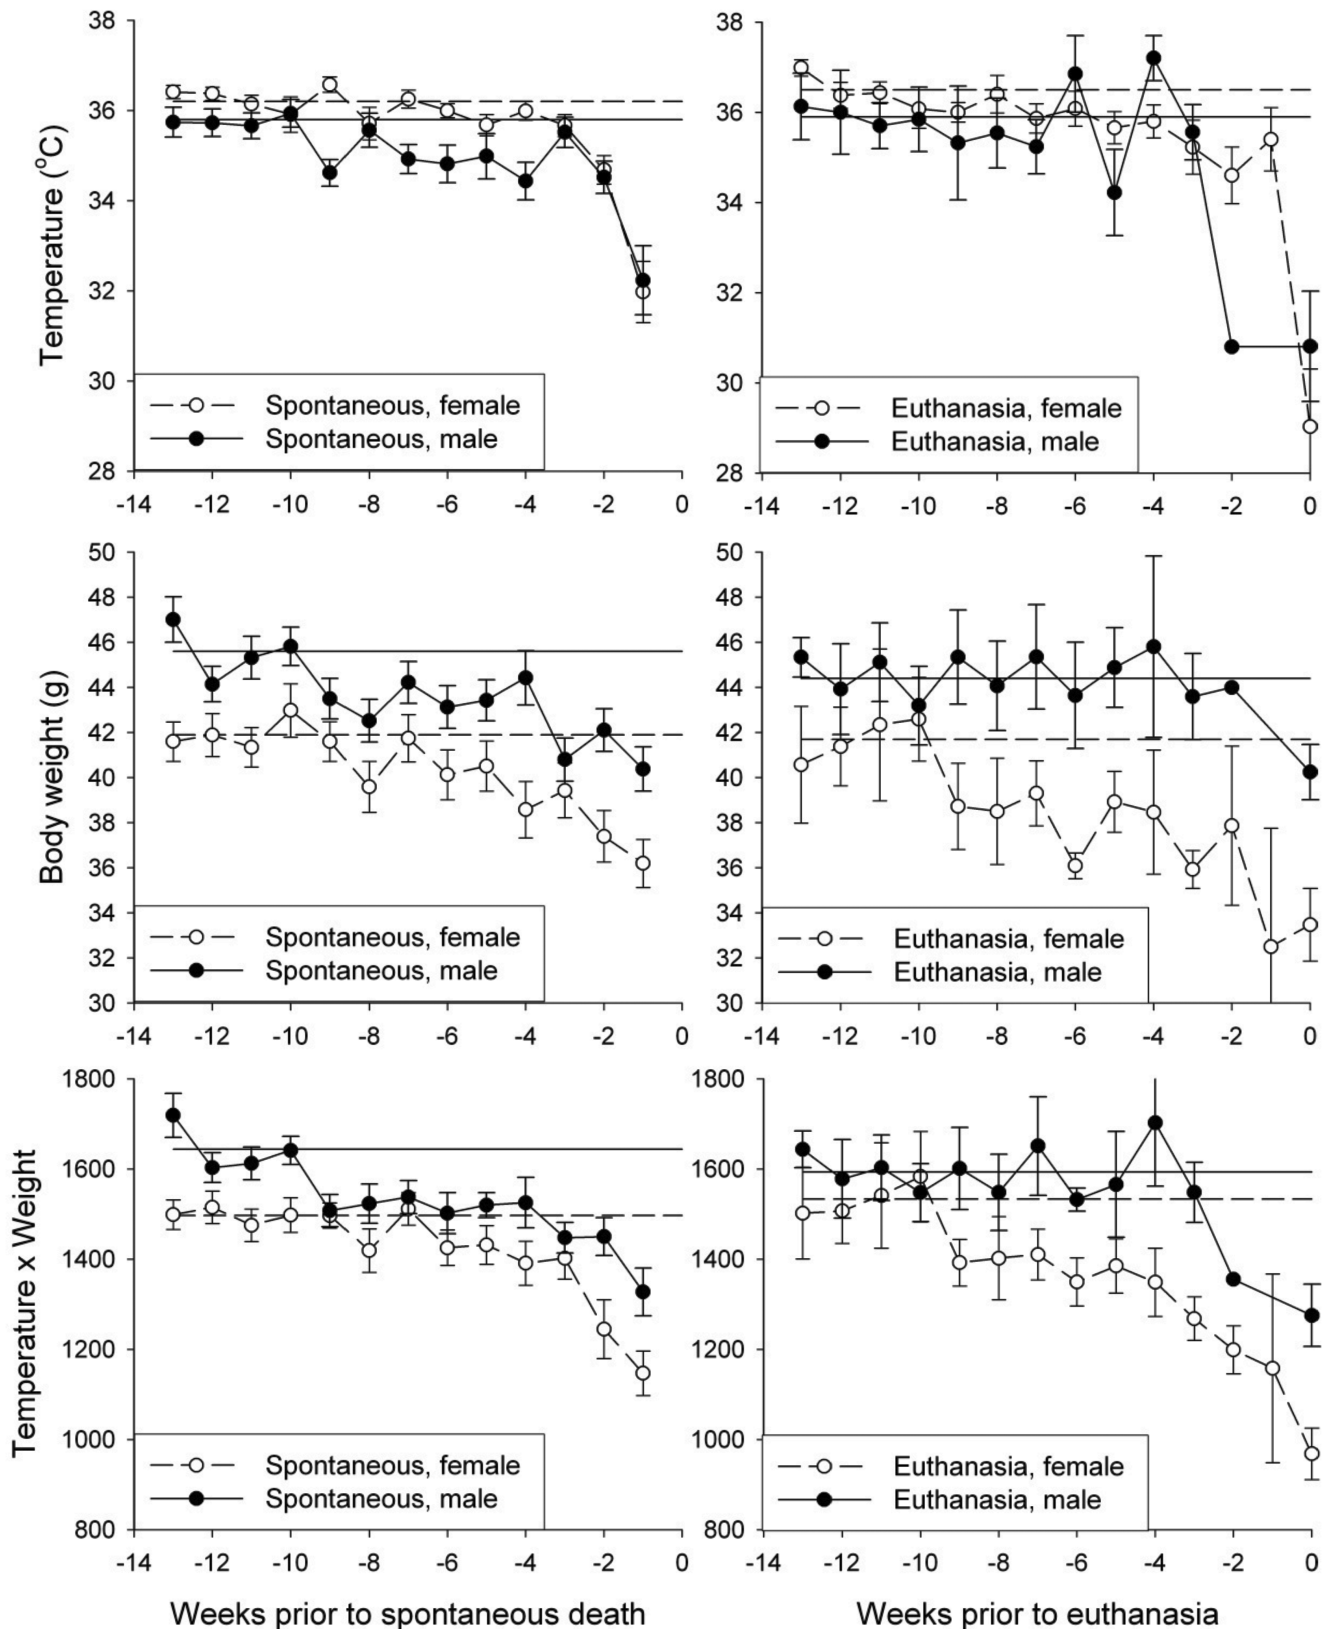 38
36
34
32
30
28
Temperature (°C)
Spontaneous, female
Spontaneous, male
-14 -12 -10 -8 -6 -4 -2 0
38
36
34
32
30
28
Euthanasia, female
Euthanasia, male
-14 -12 -10 -8 -6 -4 -2 0
50
48
46
44
42
40
38
36
34
32
30
Body weight (g)
Spontaneous, female
Spontaneous, male
-14 -12 -10 -8 -6 -4 -2 0
50
48
46
44
42
40
38
36
34
32
30
Euthanasia, female
Euthanasia, male
-14 -12 -10 -8 -6 -4 -2 0
1800
1600
1400
1200
1000
800
Temperature x Weight
Spontaneous, female
Spontaneous, male
-14 -12 -10 -8 -6 -4 -2 0
Weeks prior to spontaneous death
1800
1600
1400
1200
1000
800
Euthanasia, female
Euthanasia, male
-14 -12 -10 -8 -6 -4 -2 0
Weeks prior to euthanasia